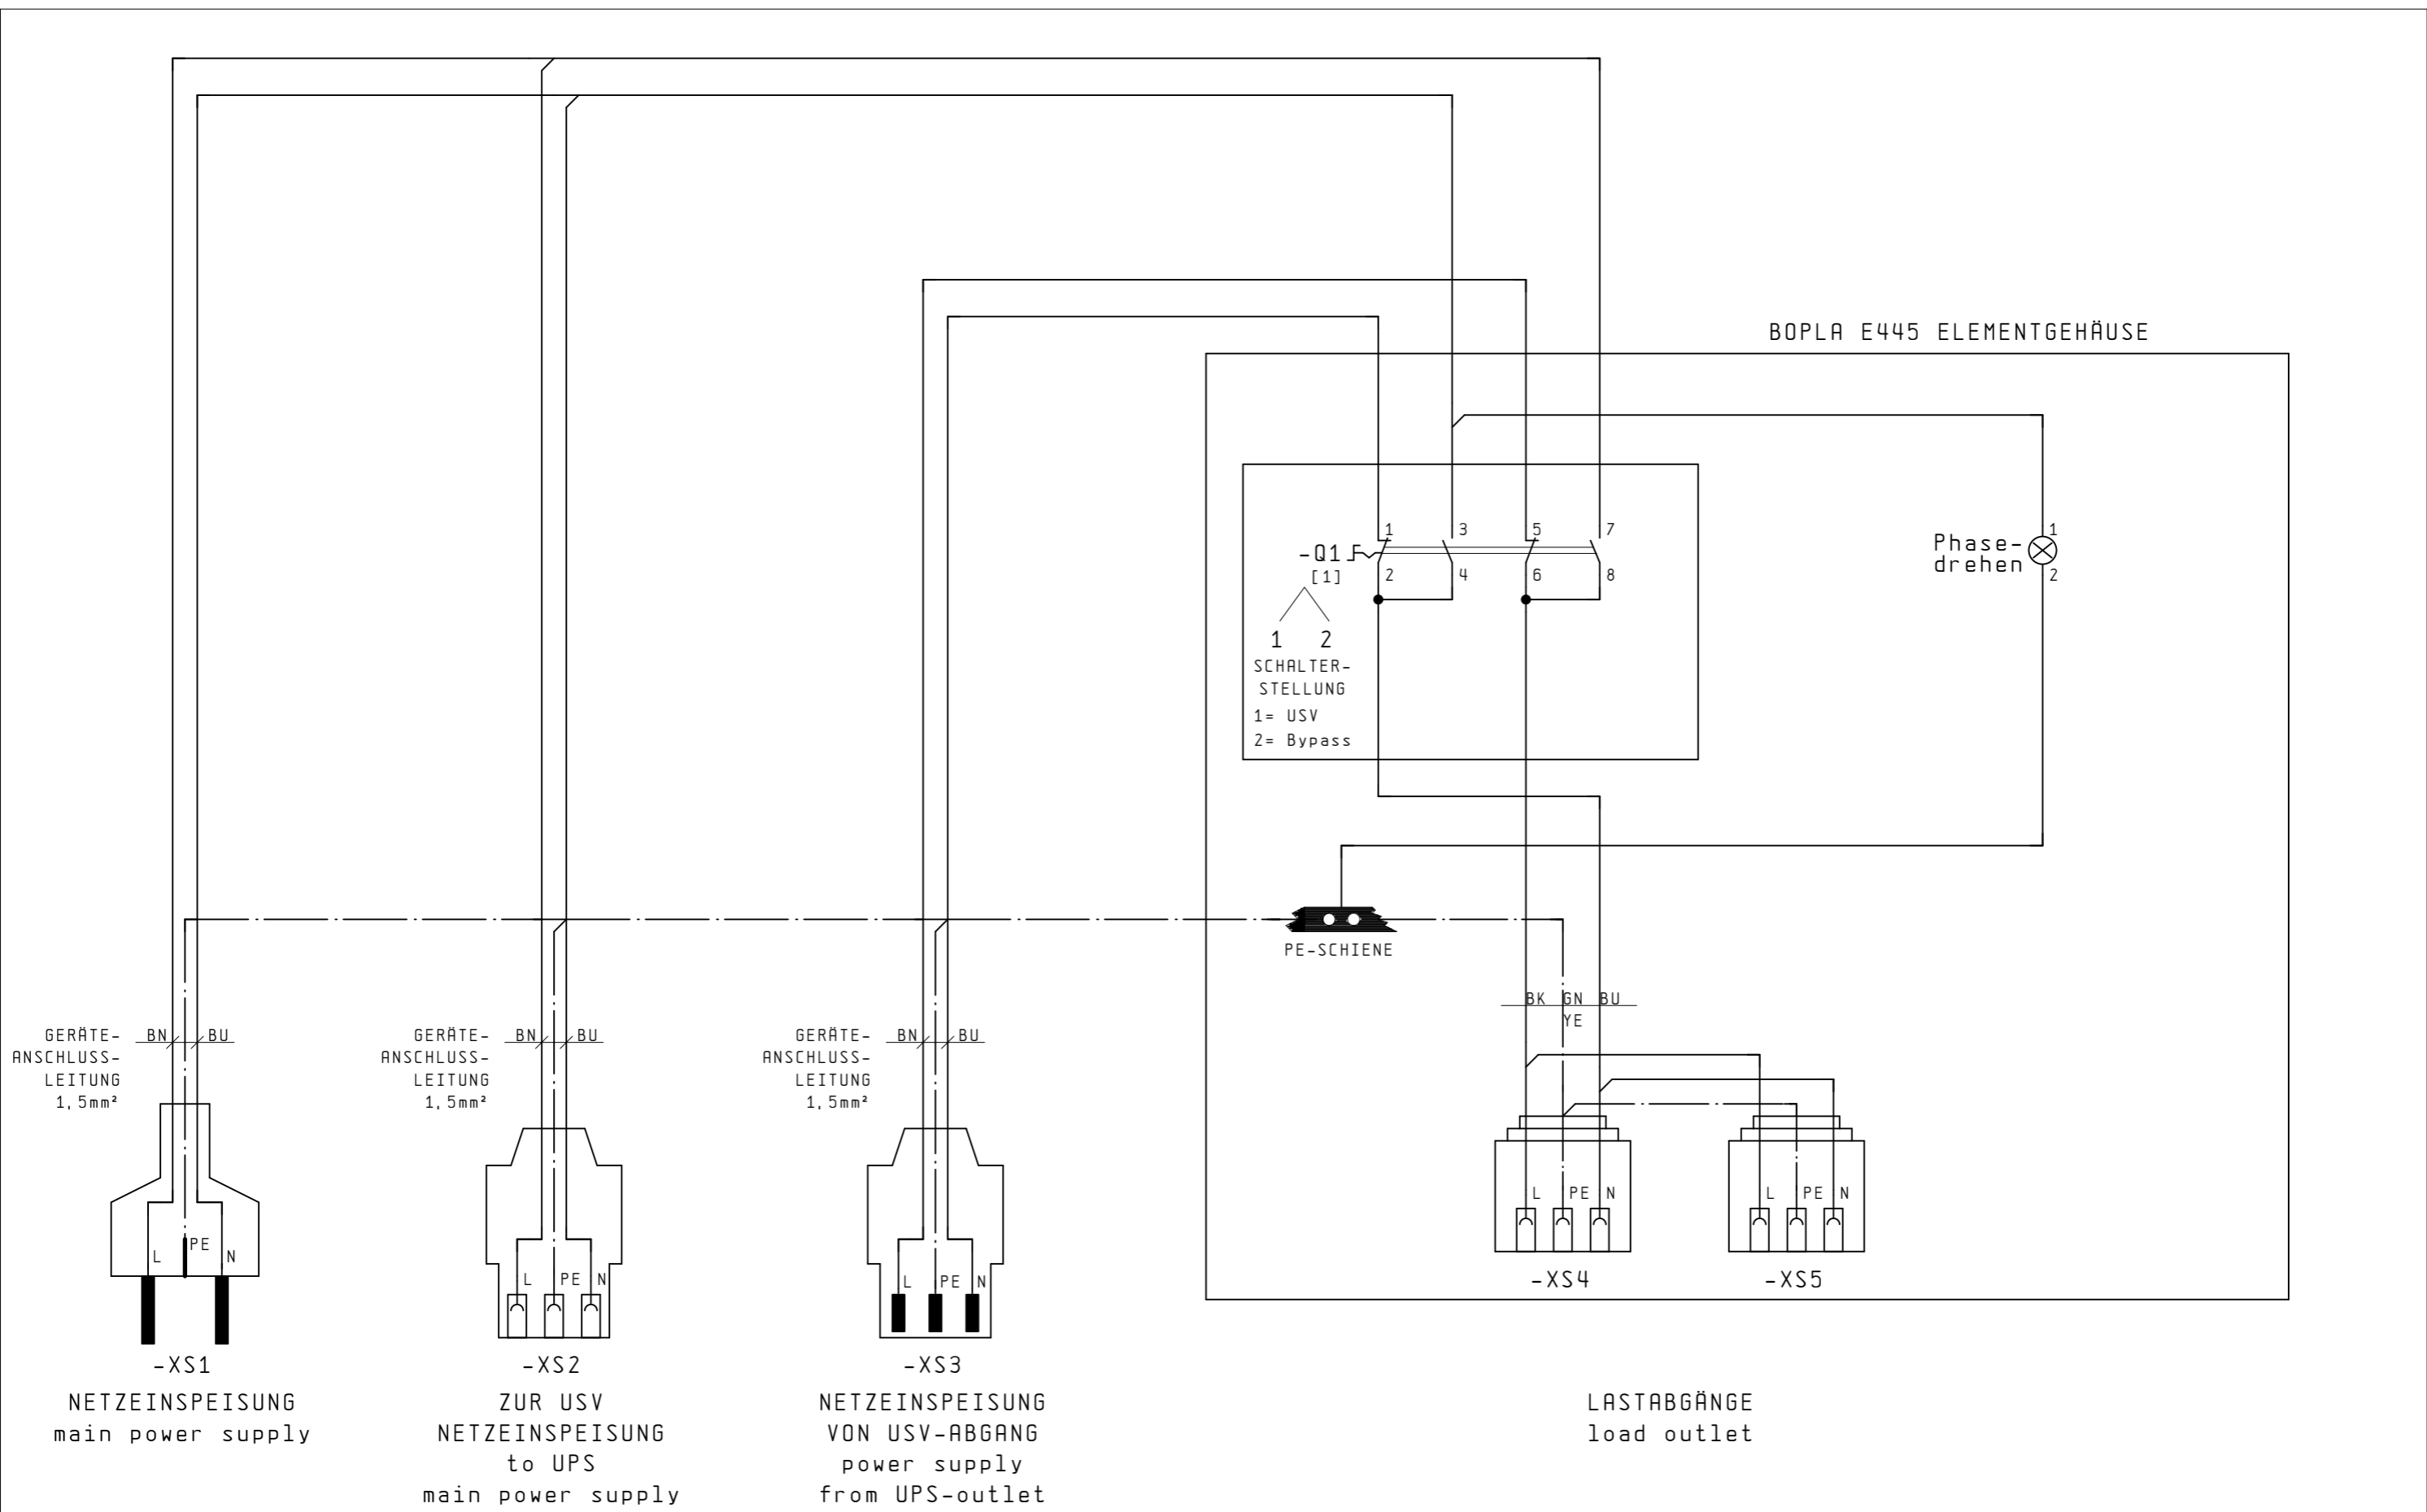 BOPLA E445 ELEMENTGEHÄUSE
1
3
5
7
-Q1
[1]
2
4
6
8
1 2
SCHALTER-
STELLUNG
1= USV
2= Bypass
Phase-
drehen
1
2
PE-SCHIENE
BK GN BU
YE
GERÄTE-
ANSCHLUSS-
LEITUNG
1,5mm²
BN BU
GERÄTE-
ANSCHLUSS-
LEITUNG
1,5mm²
BN BU
GERÄTE-
ANSCHLUSS-
LEITUNG
1,5mm²
BN BU
L PE N
L PE N
L PE N
L PE N
L PE N
-XS4
-XS5
-XS1
NETZEINSPEISUNG
main power supply
-XS2
ZUR USV
NETZEINSPEISUNG
to UPS
main power supply
-XS3
NETZEINSPEISUNG
VON USV-ABGANG
power supply
from UPS-outlet
LASTABGÄNGE
load outlet